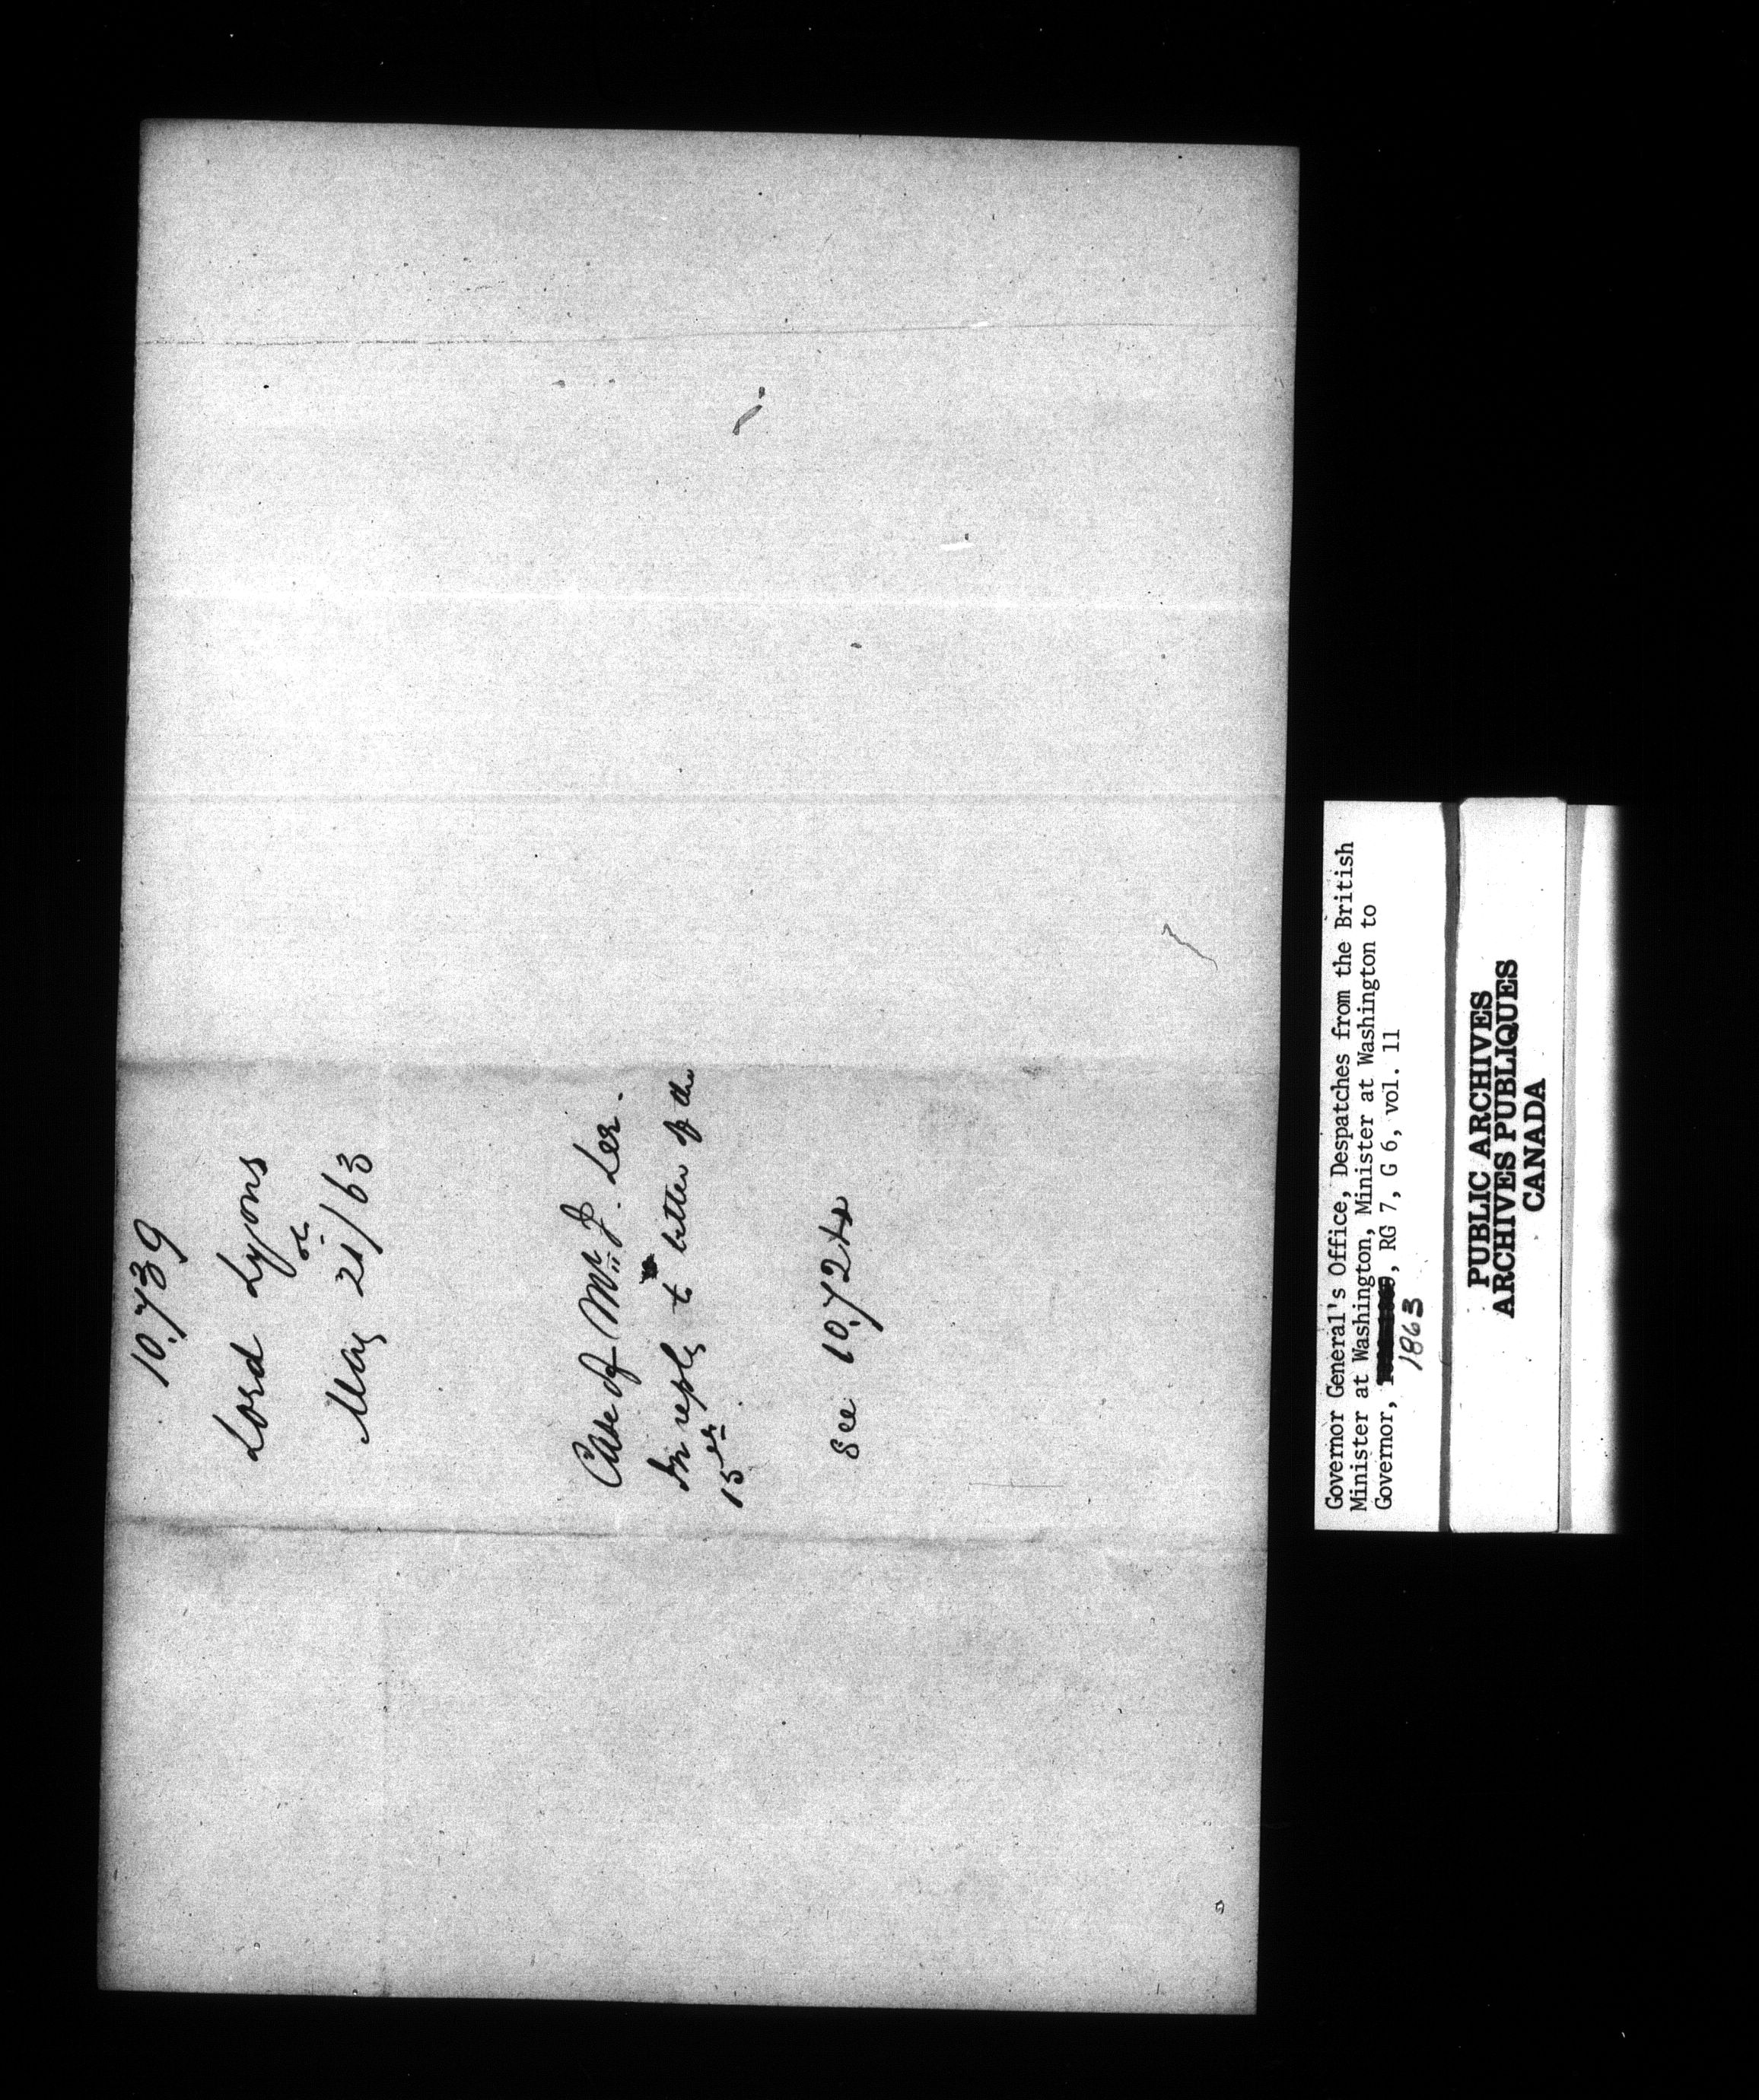 10.739
Lord Lyons
May 21/63
Case of Mr J. Lee.
In reply to letter of the
15th
See 10.724
Governor General's Office, Despatches from the British
Minister at Washington, Minister at Washington to
Governor, , RG 7, G 6, vol. 11
1863
PUBLIC ARCHIVES
ARCHIVES PUBLIQUES
CANADA